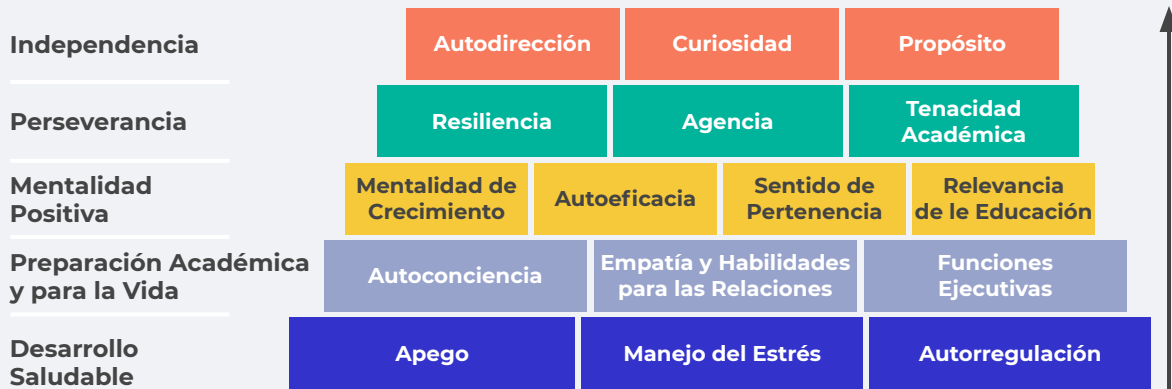 Independencia
Autodirección
Curiosidad
Propósito
Perseverancia
Resiliencia
Agencia
Tenacidad
Académica
Mentalidad
Positiva
Mentalidad de
Crecimiento
Autoeficacia
Sentido de
Pertenencia
Relevancia
de le Educación
Preparación Académica
y para la Vida
Autoconciencia
Empatía y Habilidades
para las Relaciones
Funciones
Ejecutivas
Desarrollo
Saludable
Apego
Manejo del Estrés
Autorregulación